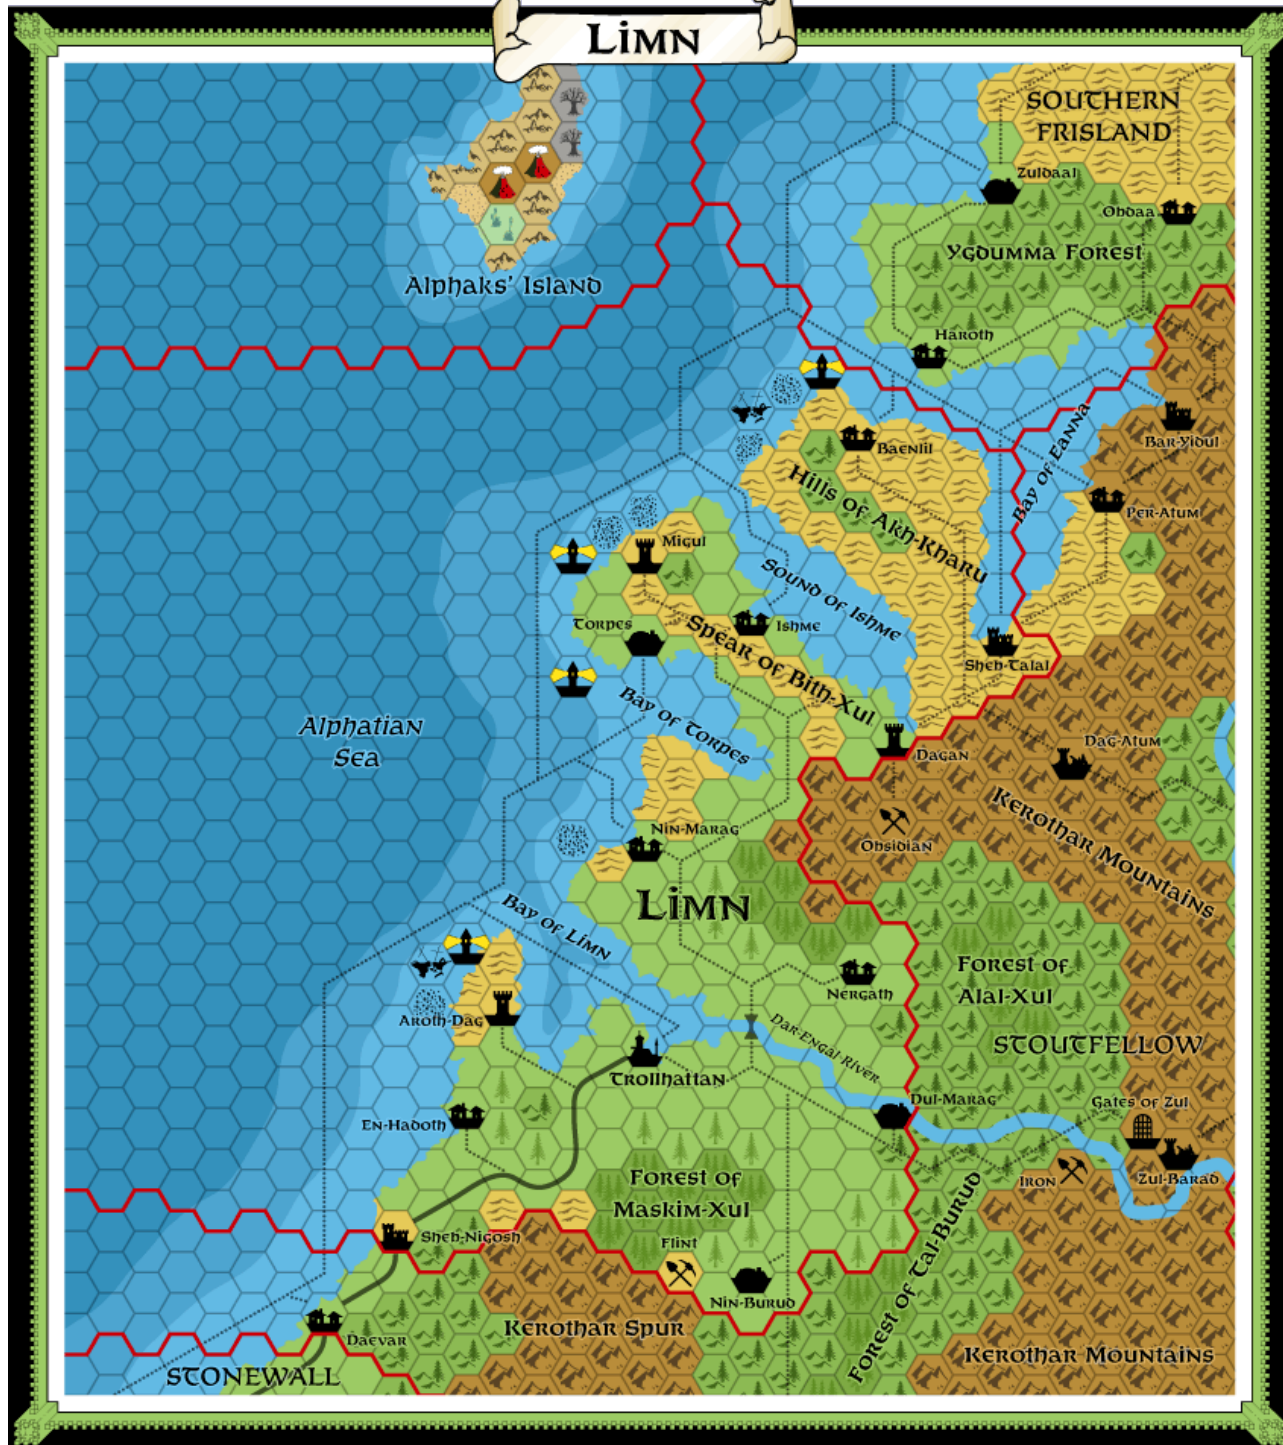 Limn
SOUTHERN
FRISLAND
Zuldaal
Obdaa
Ygdumma Forest
Alphaks' Island
Haroth
Bay of Eanna
Bar-Yidul
Baenlil
Hills of Akh-Kharu
Per-Atum
Migul
Sound of Ishme
Torpes
Ishme
Spear of Bith-Xul
Sheb-Talal
Bay of Torpes
Alphatian
Sea
Dagan
Dag-Atum
Kerothar Mountains
Nin-Marag
Obsidian
Limn
Bay of Limn
Forest of
Alal-Xul
Nergath
Aroth-Dag
Dar-Engal River
STOUTFELLOW
Trollhattan
Dul-Marag
Gates of Zul
En-Hadoth
Forest of
Maskim-Xul
Iron
Zul-Barad
Sheb-Nigosh
Flint
Forest of Tal-Burud
Nin-Burud
Kerothar Spur
Daevar
Kerothar Mountains
STONEWALL